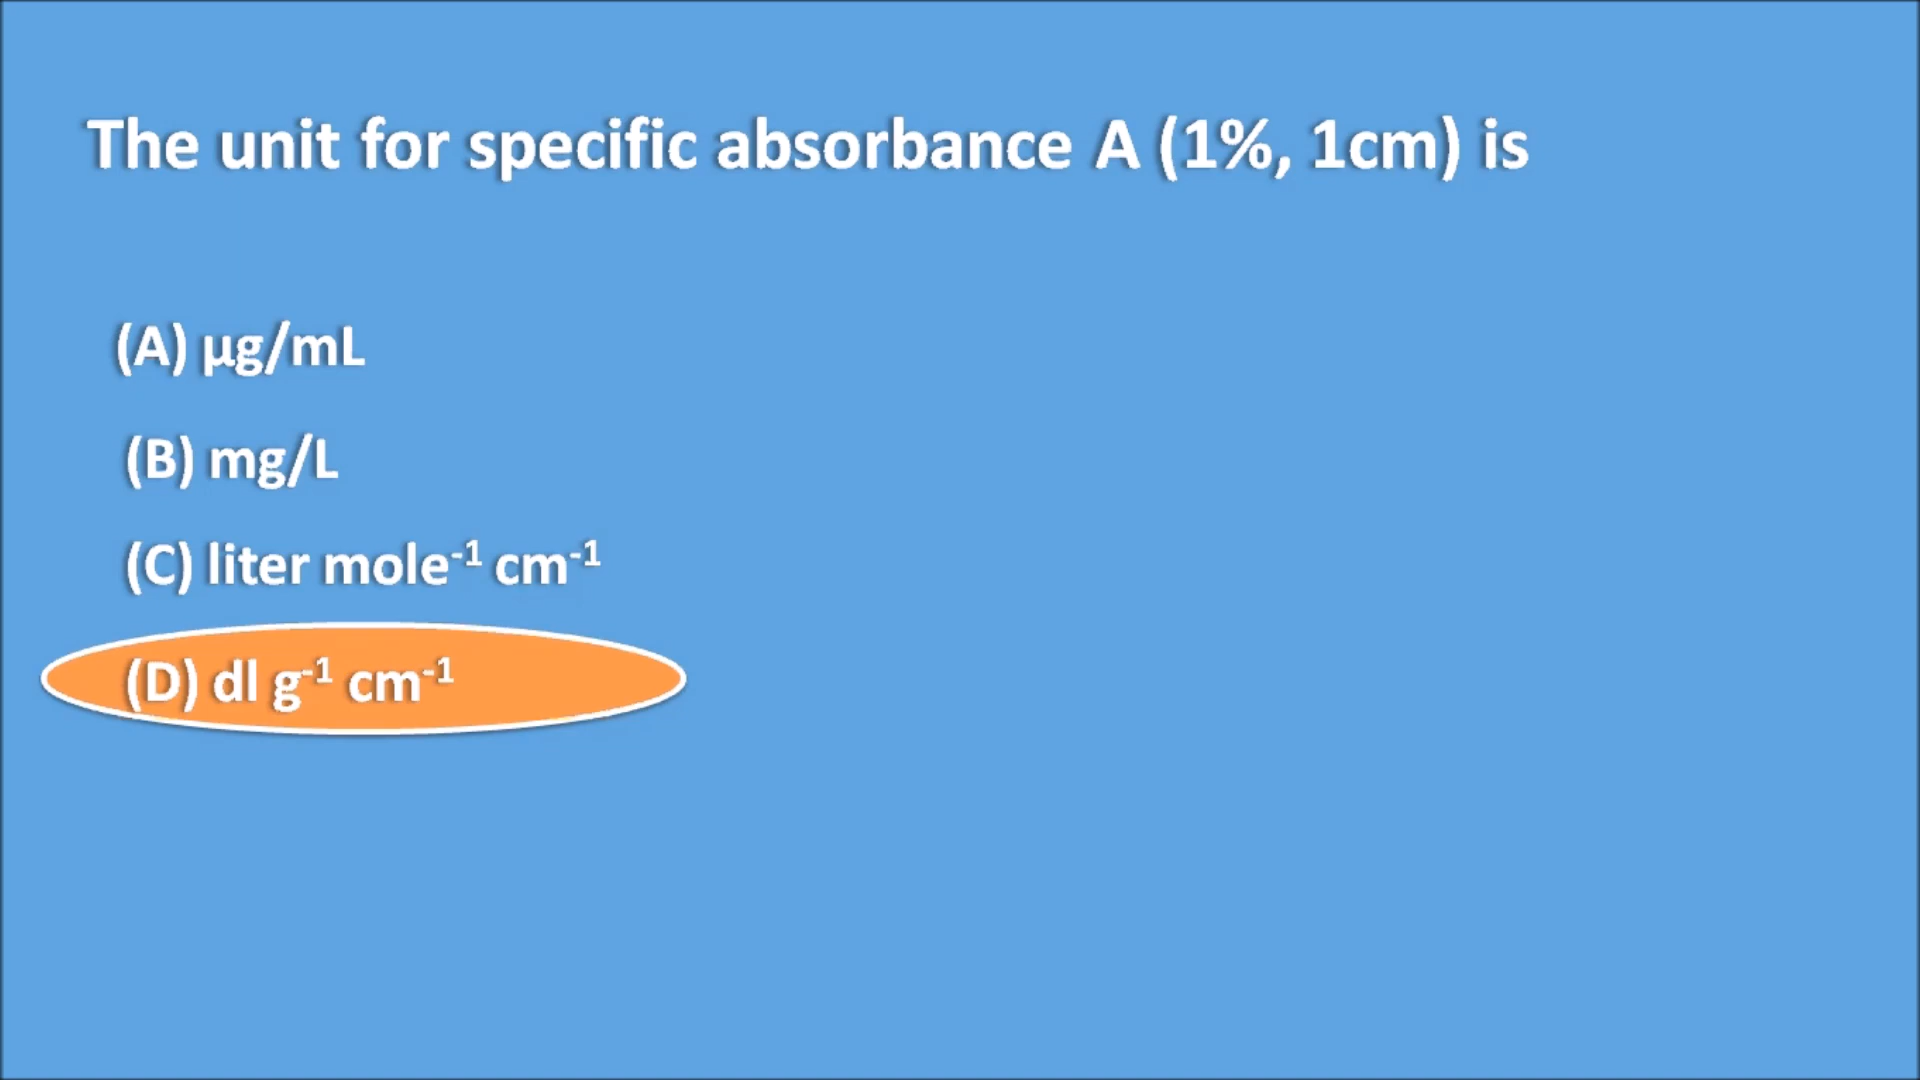 The unit for specific absorbance A (1%, 1cm) is
(A) µg/mL
(B) mg/L
(C) liter mole⁻¹ cm⁻¹
(D) dl g⁻¹ cm⁻¹